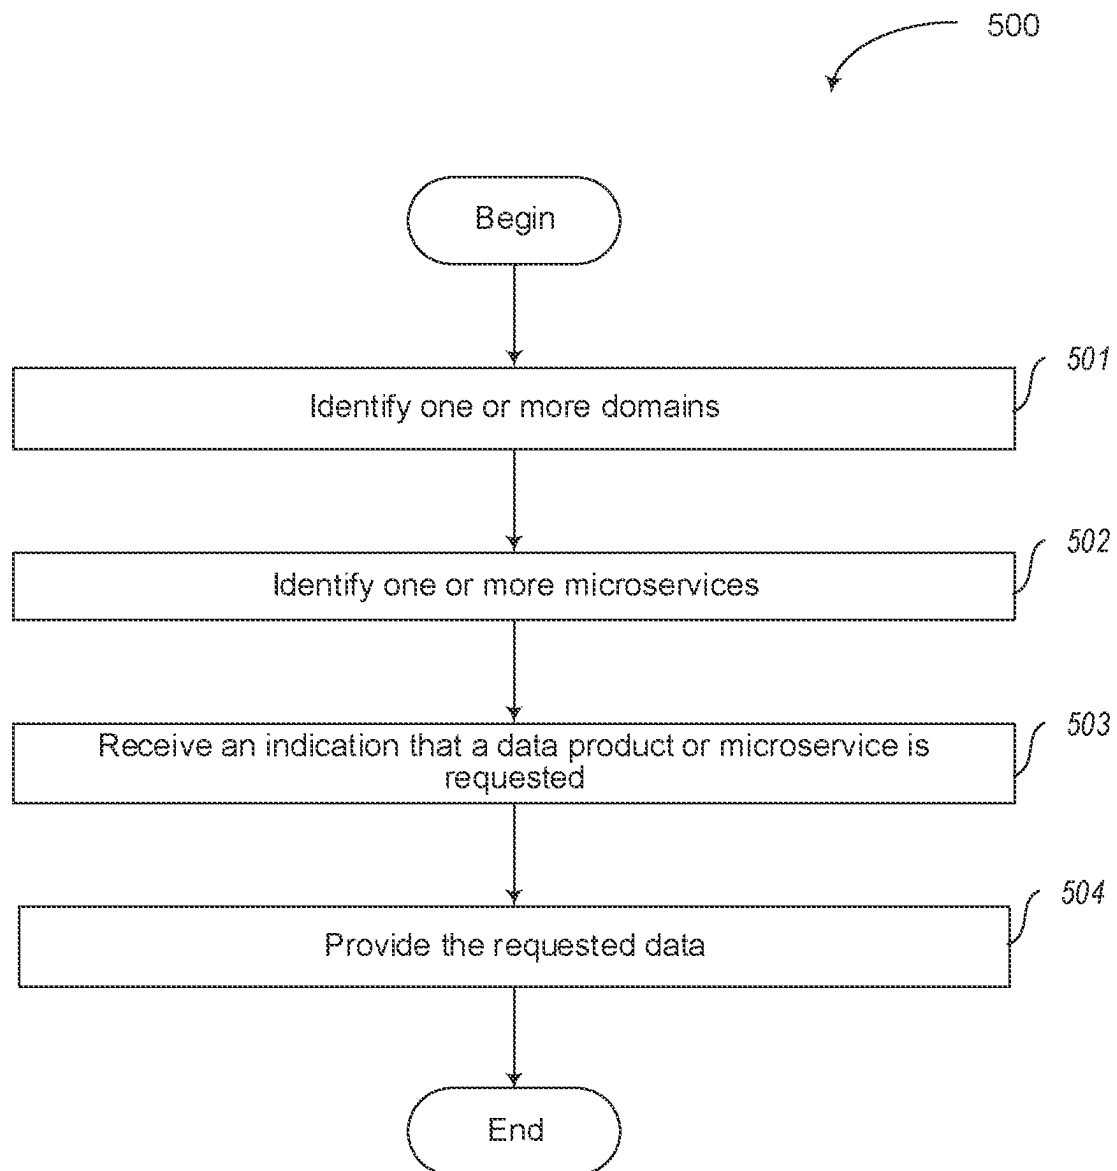 500
Begin
501
Identify one or more domains
502
Identify one or more microservices
503
Receive an indication that a data product or microservice is
requested
504
Provide the requested data
End